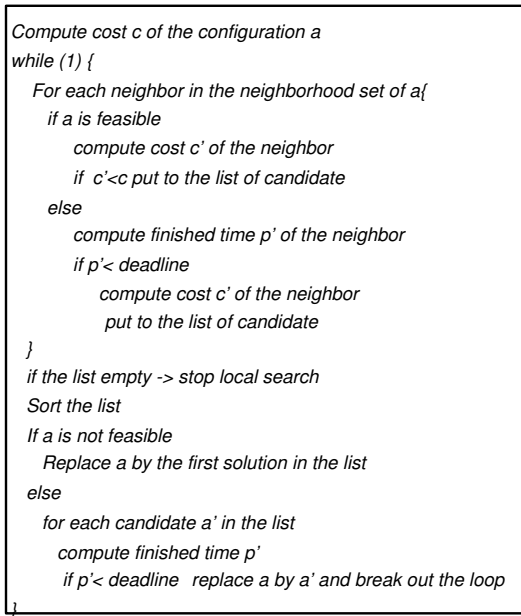 Compute cost c of the configuration a
while (1) {
For each neighbor in the neighborhood set of a{
if a is feasible
compute cost c’ of the neighbor
if c’<c put to the list of candidate
else
compute finished time p’ of the neighbor
if p’< deadline
compute cost c’ of the neighbor
put to the list of candidate
}
if the list empty -> stop local search
Sort the list
If a is not feasible
Replace a by the first solution in the list
else
for each candidate a’ in the list
compute finished time p’
if p’< deadline replace a by a’ and break out the loop
}